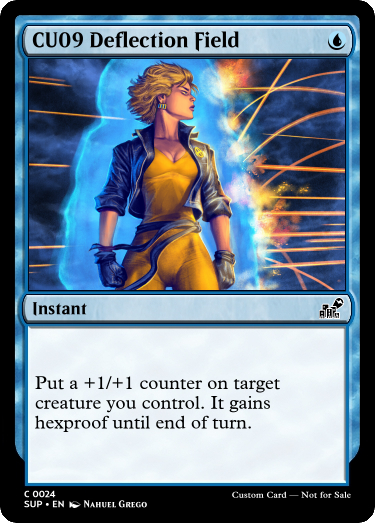 CU09 Deflection Field
Instant
Put a +1/+1 counter on target
creature you control. It gains
hexproof until end of turn.
C 0024
SUP • EN Nahuel Grego
Custom Card — Not for Sale